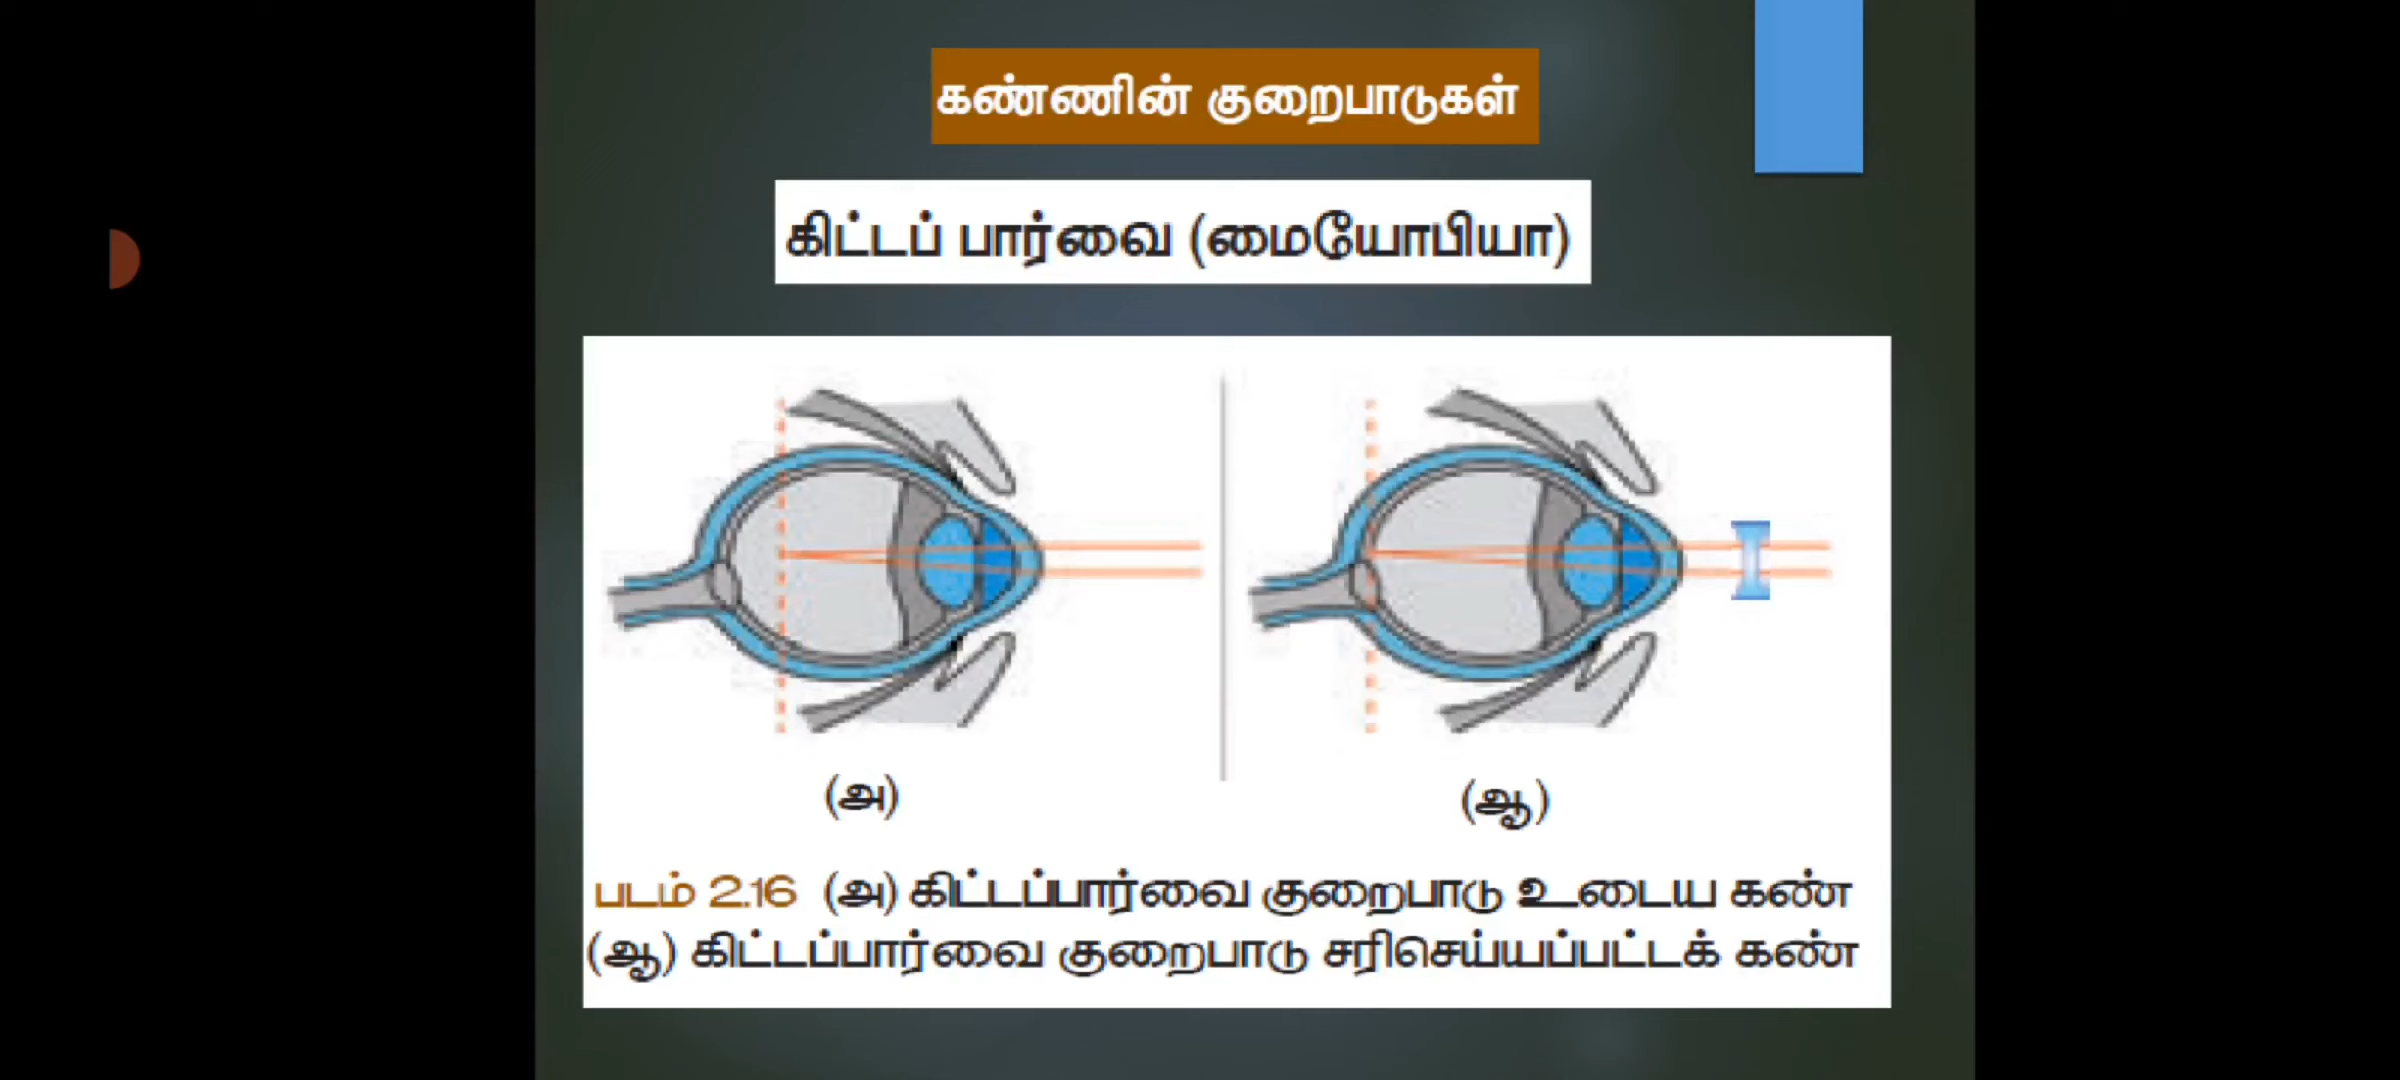 கண்ணின் குறைபாடுகள்
கிட்டப் பார்வை (மையோபியா)
(அ)
(ஆ)
படம் 2.16 (அ) கிட்டப்பார்வை குறைபாடு உடைய கண்
(ஆ) கிட்டப்பார்வை குறைபாடு சரிசெய்யப்பட்டக் கண்